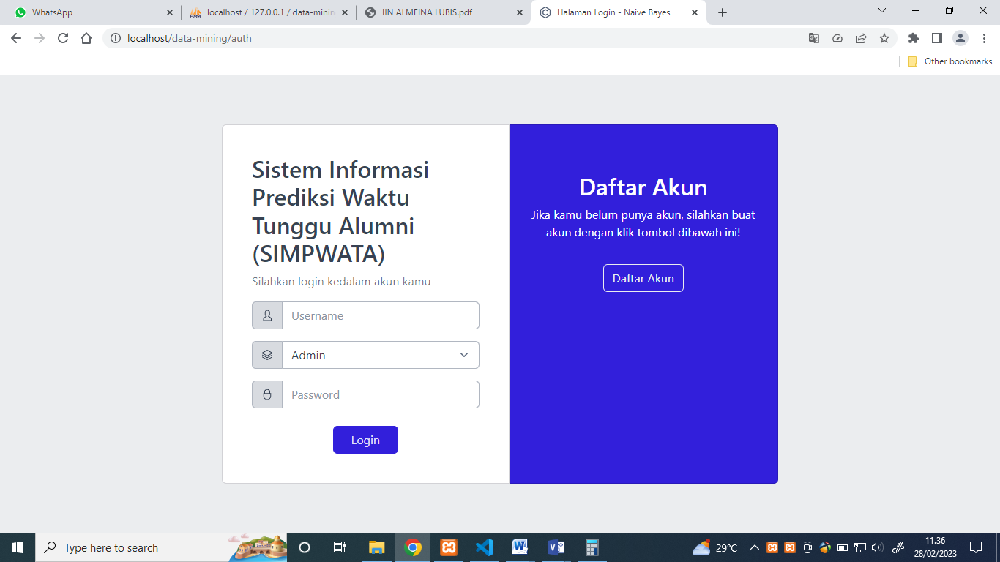 WhatsApp
localhost / 127.0.0.1 / data-minin
IIN ALMEINA LUBIS.pdf
Halaman Login - Naive Bayes
localhost/data-mining/auth
Other bookmarks
Sistem Informasi
Prediksi Waktu
Tunggu Alumni
(SIMPWATA)
Silahkan login kedalam akun kamu
Username
Admin
Password
Login
Daftar Akun
Jika kamu belum punya akun, silahkan buat
akun dengan klik tombol dibawah ini!
Daftar Akun
Type here to search
29°C
11.36
28/02/2023